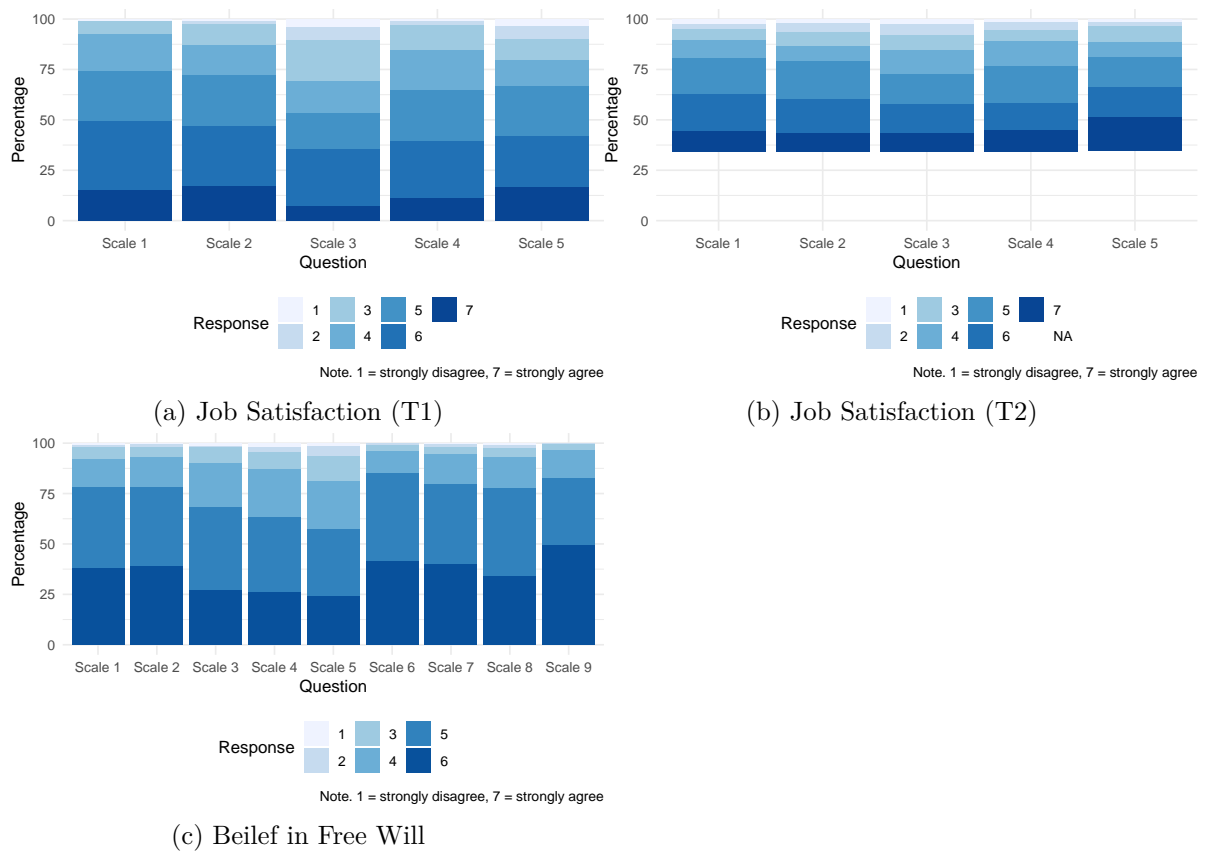 100
75
50
25
0
Percentage
Scale 1 Scale 2 Scale 3 Scale 4 Scale 5
Question
Response 1 3 5 7
2 4 6
Note. 1 = strongly disagree, 7 = strongly agree
(a) Job Satisfaction (T1)
100
75
50
25
0
Percentage
Scale 1 Scale 2 Scale 3 Scale 4 Scale 5
Question
Response 1 3 5 7
2 4 6 NA
Note. 1 = strongly disagree, 7 = strongly agree
(b) Job Satisfaction (T2)
100
75
50
25
0
Percentage
Scale 1 Scale 2 Scale 3 Scale 4 Scale 5 Scale 6 Scale 7 Scale 8 Scale 9
Question
Response 1 3 5
2 4 6
Note. 1 = strongly disagree, 7 = strongly agree
(c) Beilef in Free Will